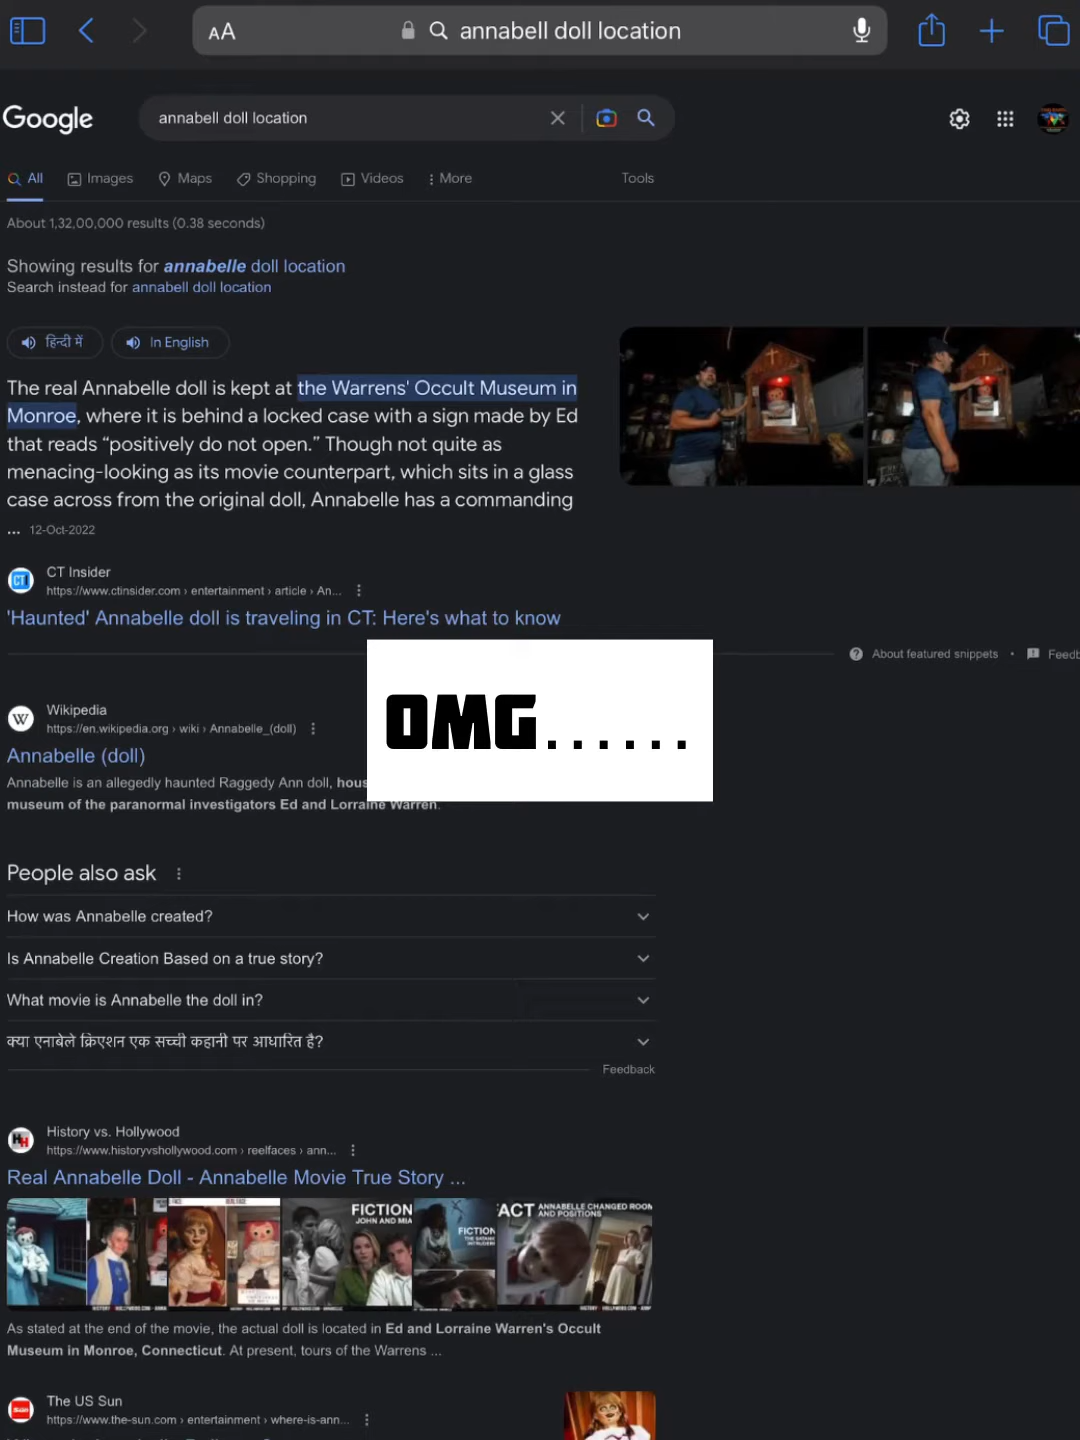 AA annabell doll location
Google annabell doll location
All Images Maps Shopping Videos More Tools
About 1,32,00,000 results (0.38 seconds)
Showing results for annabelle doll location
Search instead for annabell doll location
हिन्दी में In English
The real Annabelle doll is kept at the Warrens' Occult Museum in
Monroe, where it is behind a locked case with a sign made by Ed
that reads “positively do not open.” Though not quite as
menacing-looking as its movie counterpart, which sits in a glass
case across from the original doll, Annabelle has a commanding
... 12-Oct-2022
CT Insider
https://www.ctinsider.com › entertainment › article › An...
'Haunted' Annabelle doll is traveling in CT: Here's what to know
About featured snippets • Feedb
OMG......
Wikipedia
https://en.wikipedia.org › wiki › Annabelle_(doll)
Annabelle (doll)
Annabelle is an allegedly haunted Raggedy Ann doll, hous
museum of the paranormal investigators Ed and Lorraine Warren.
People also ask
How was Annabelle created?
Is Annabelle Creation Based on a true story?
What movie is Annabelle the doll in?
क्या एनाबेले क्रिएशन एक सच्ची कहानी पर आधारित है?
Feedback
History vs. Hollywood
https://www.historyvshollywood.com › reelfaces › ann...
Real Annabelle Doll - Annabelle Movie True Story ...
FICTION
JOHN AND MIA
FICTION
ACT ANNABELLE CHANGED ROOM
AND POSITIONS
As stated at the end of the movie, the actual doll is located in Ed and Lorraine Warren's Occult
Museum in Monroe, Connecticut. At present, tours of the Warrens ...
The US Sun
https://www.the-sun.com › entertainment › where-is-ann...